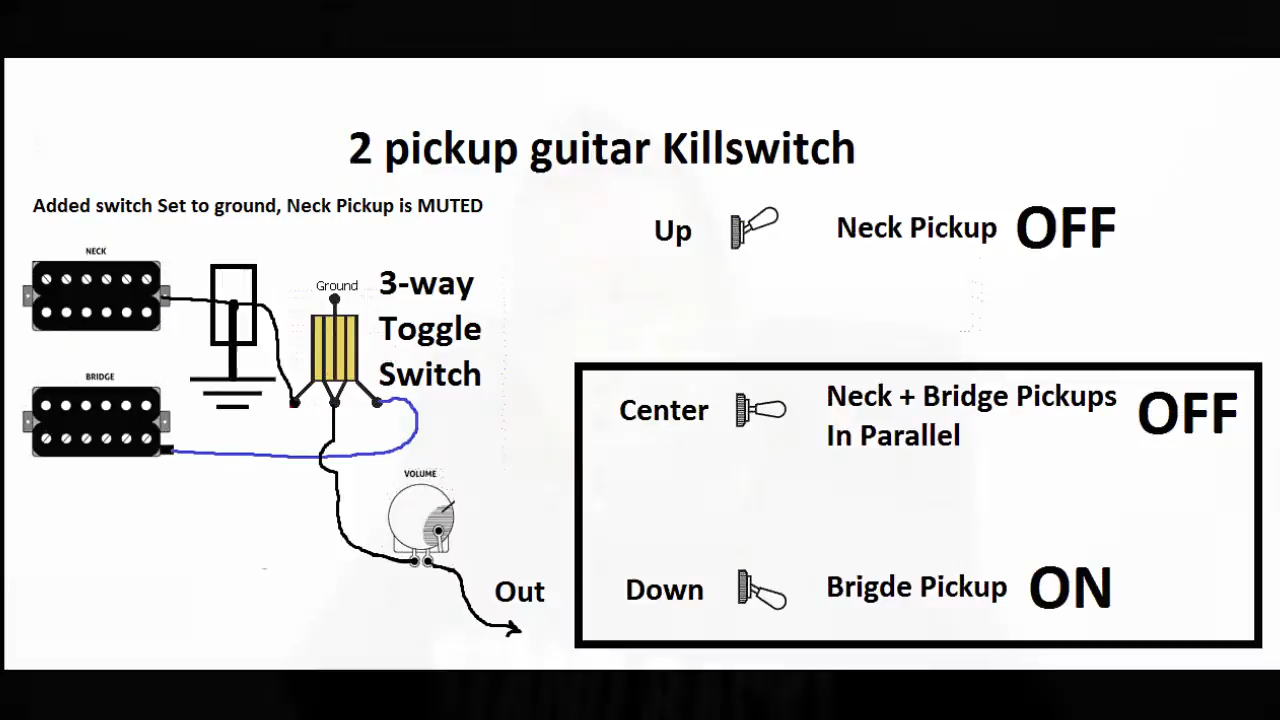 2 pickup guitar Killswitch
Added switch Set to ground, Neck Pickup is MUTED
NECK
Ground
3-way
Toggle
Switch
BRIDGE
VOLUME
Out
Up
Neck Pickup OFF
Center
Neck + Bridge Pickups
In Parallel
OFF
Down
Brigde Pickup ON